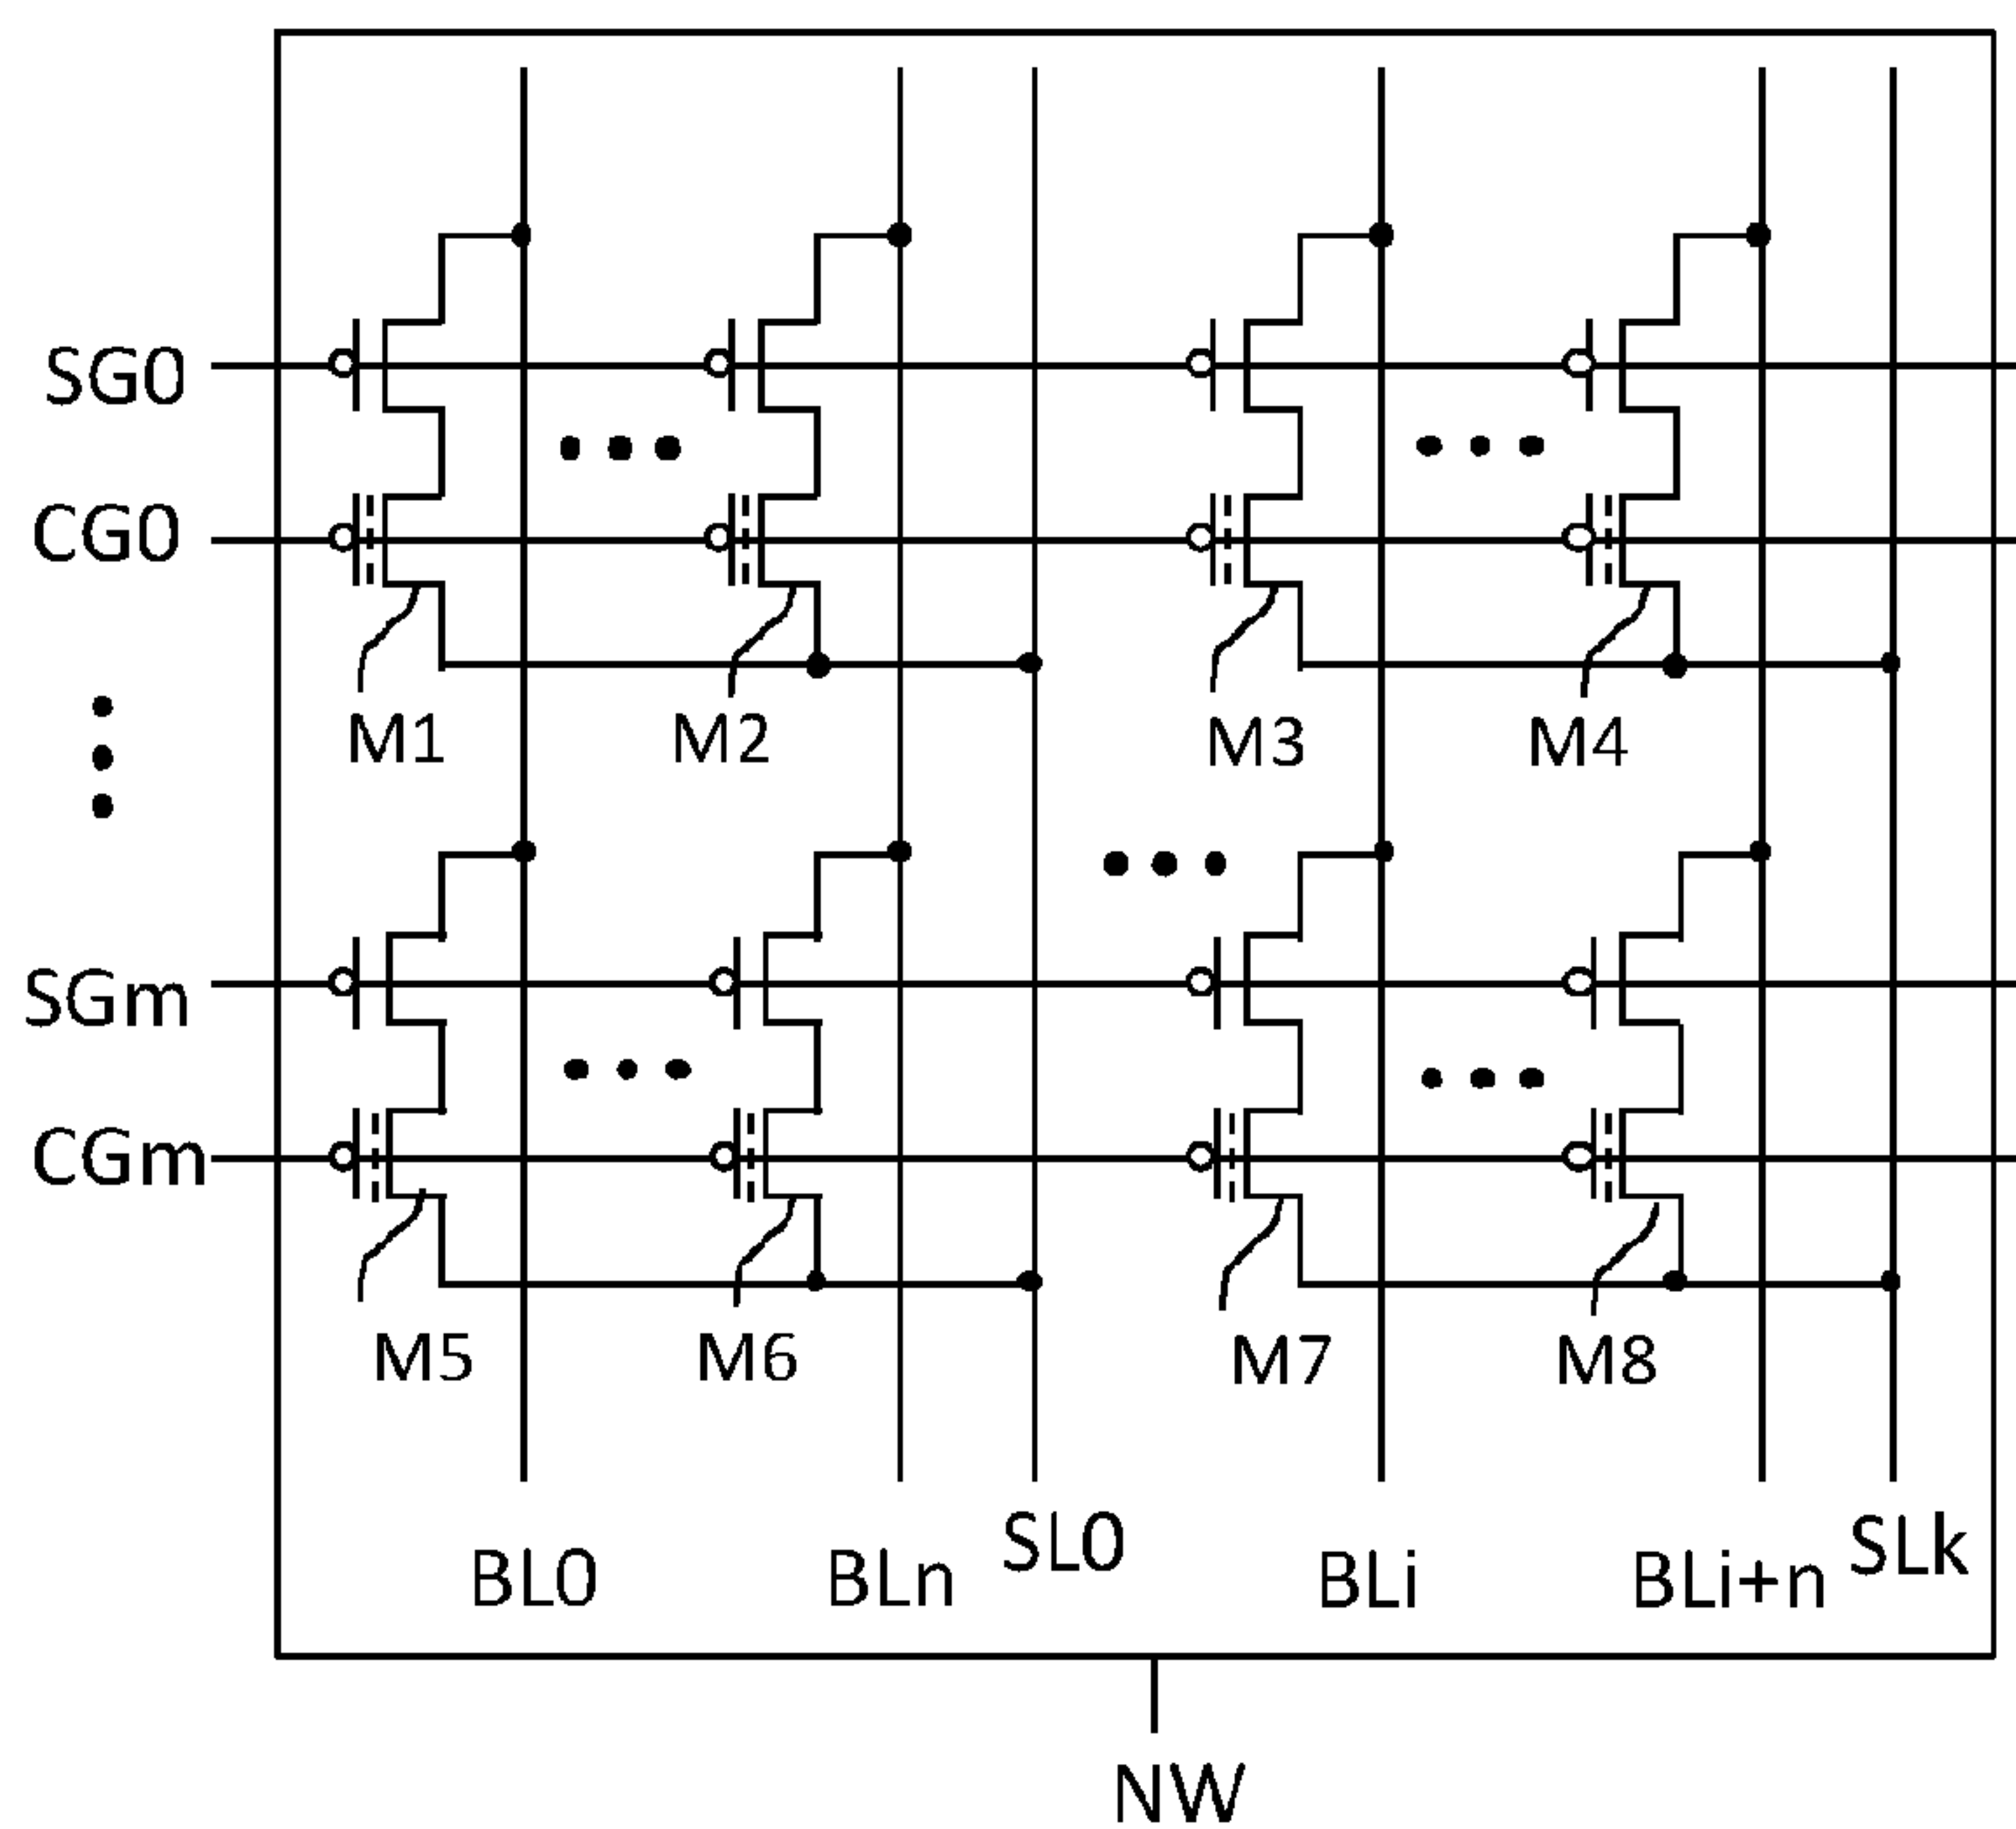 SG0
CG0
M1 M2 M3 M4
SGm
CGm
M5 M6 M7 M8
BL0 BLn SL0 BLi BLi+n SLk
NW